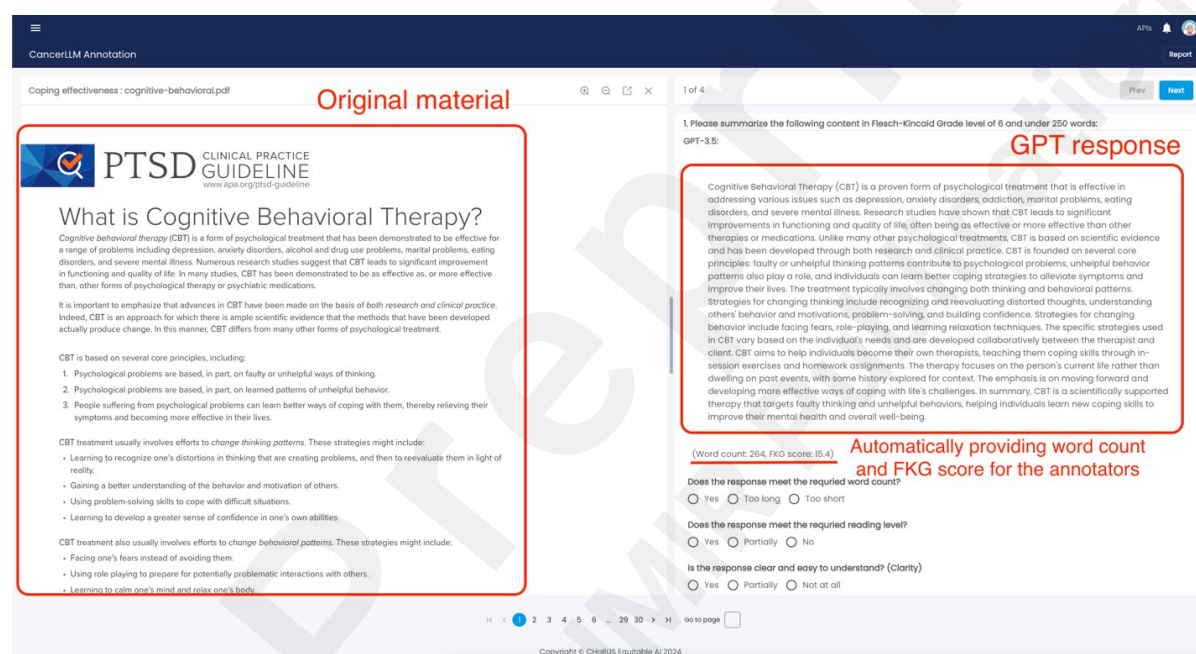 APIs
CancerLLM Annotation
Report
Coping effectiveness : cognitive-behavioral.pdf
Original material
PTSD CLINICAL PRACTICE
GUIDELINE
www.apa.org/ptsd-guideline
What is Cognitive Behavioral Therapy?
Cognitive behavioral therapy (CBT) is a form of psychological treatment that has been demonstrated to be effective for
a range of problems including depression, anxiety disorders, alcohol and drug use problems, marital problems, eating
disorders, and severe mental illness. Numerous research studies suggest that CBT leads to significant improvement
in functioning and quality of life. In many studies, CBT has been demonstrated to be as effective as, or more effective
than, other forms of psychological therapy or psychiatric medications.
It is important to emphasize that advances in CBT have been made on the basis of both research and clinical practice.
Indeed, CBT is an approach for which there is ample scientific evidence that the methods that have been developed
actually produce change. In this manner, CBT differs from many other forms of psychological treatment.
CBT is based on several core principles, including:
1. Psychological problems are based, in part, on faulty or unhelpful ways of thinking.
2. Psychological problems are based, in part, on learned patterns of unhelpful behavior.
3. People suffering from psychological problems can learn better ways of coping with them, thereby relieving their
symptoms and becoming more effective in their lives.
CBT treatment usually involves efforts to change thinking patterns. These strategies might include:
• Learning to recognize one's distortions in thinking that are creating problems, and then to reevaluate them in light of
reality.
• Gaining a better understanding of the behavior and motivation of others.
• Using problem-solving skills to cope with difficult situations.
• Learning to develop a greater sense of confidence in one's own abilities
CBT treatment also usually involves efforts to change behavioral patterns. These strategies might include:
• Facing one's fears instead of avoiding them.
• Using role playing to prepare for potentially problematic interactions with others.
• Learning to calm one's mind and relax one's body.
1 of 4
Prev
Next
1. Please summarize the following content in Flesch-Kincaid Grade level of 6 and under 250 words:
GPT-3.5:
GPT response
Cognitive Behavioral Therapy (CBT) is a proven form of psychological treatment that is effective in
addressing various issues such as depression, anxiety disorders, addiction, marital problems, eating
disorders, and severe mental illness. Research studies have shown that CBT leads to significant
improvements in functioning and quality of life, often being as effective or more effective than other
therapies or medications. Unlike many other psychological treatments, CBT is based on scientific evidence
and has been developed through both research and clinical practice. CBT is founded on several core
principles: faulty or unhelpful thinking patterns contribute to psychological problems, unhelpful behavior
patterns also play a role, and individuals can learn better coping strategies to alleviate symptoms and
improve their lives. The treatment typically involves changing both thinking and behavioral patterns.
Strategies for changing thinking include recognizing and reevaluating distorted thoughts, understanding
others' behavior and motivations, problem-solving, and building confidence. Strategies for changing
behavior include facing fears, role-playing, and learning relaxation techniques. The specific strategies used
in CBT vary based on the individual's needs and are developed collaboratively between the therapist and
client. CBT aims to help individuals become their own therapists, teaching them coping skills through in-
session exercises and homework assignments. The therapy focuses on the person's current life rather than
dwelling on past events, with some history explored for context. The emphasis is on moving forward and
developing more effective ways of coping with life's challenges. In summary, CBT is a scientifically supported
therapy that targets faulty thinking and unhelpful behaviors, helping individuals learn new coping skills to
improve their mental health and overall well-being.
(Word count: 264, FKG score: 15.4)
Automatically providing word count
and FKG score for the annotators
Does the response meet the requried word count?
Yes Too long Too short
Does the response meet the requried reading level?
Yes Partially No
Is the response clear and easy to understand? (Clarity)
Yes Partially Not at all
1 2 3 4 5 6 … 29 30 Go to page
Copyright © CHoRUS Equitable AI 2024.
Preprint